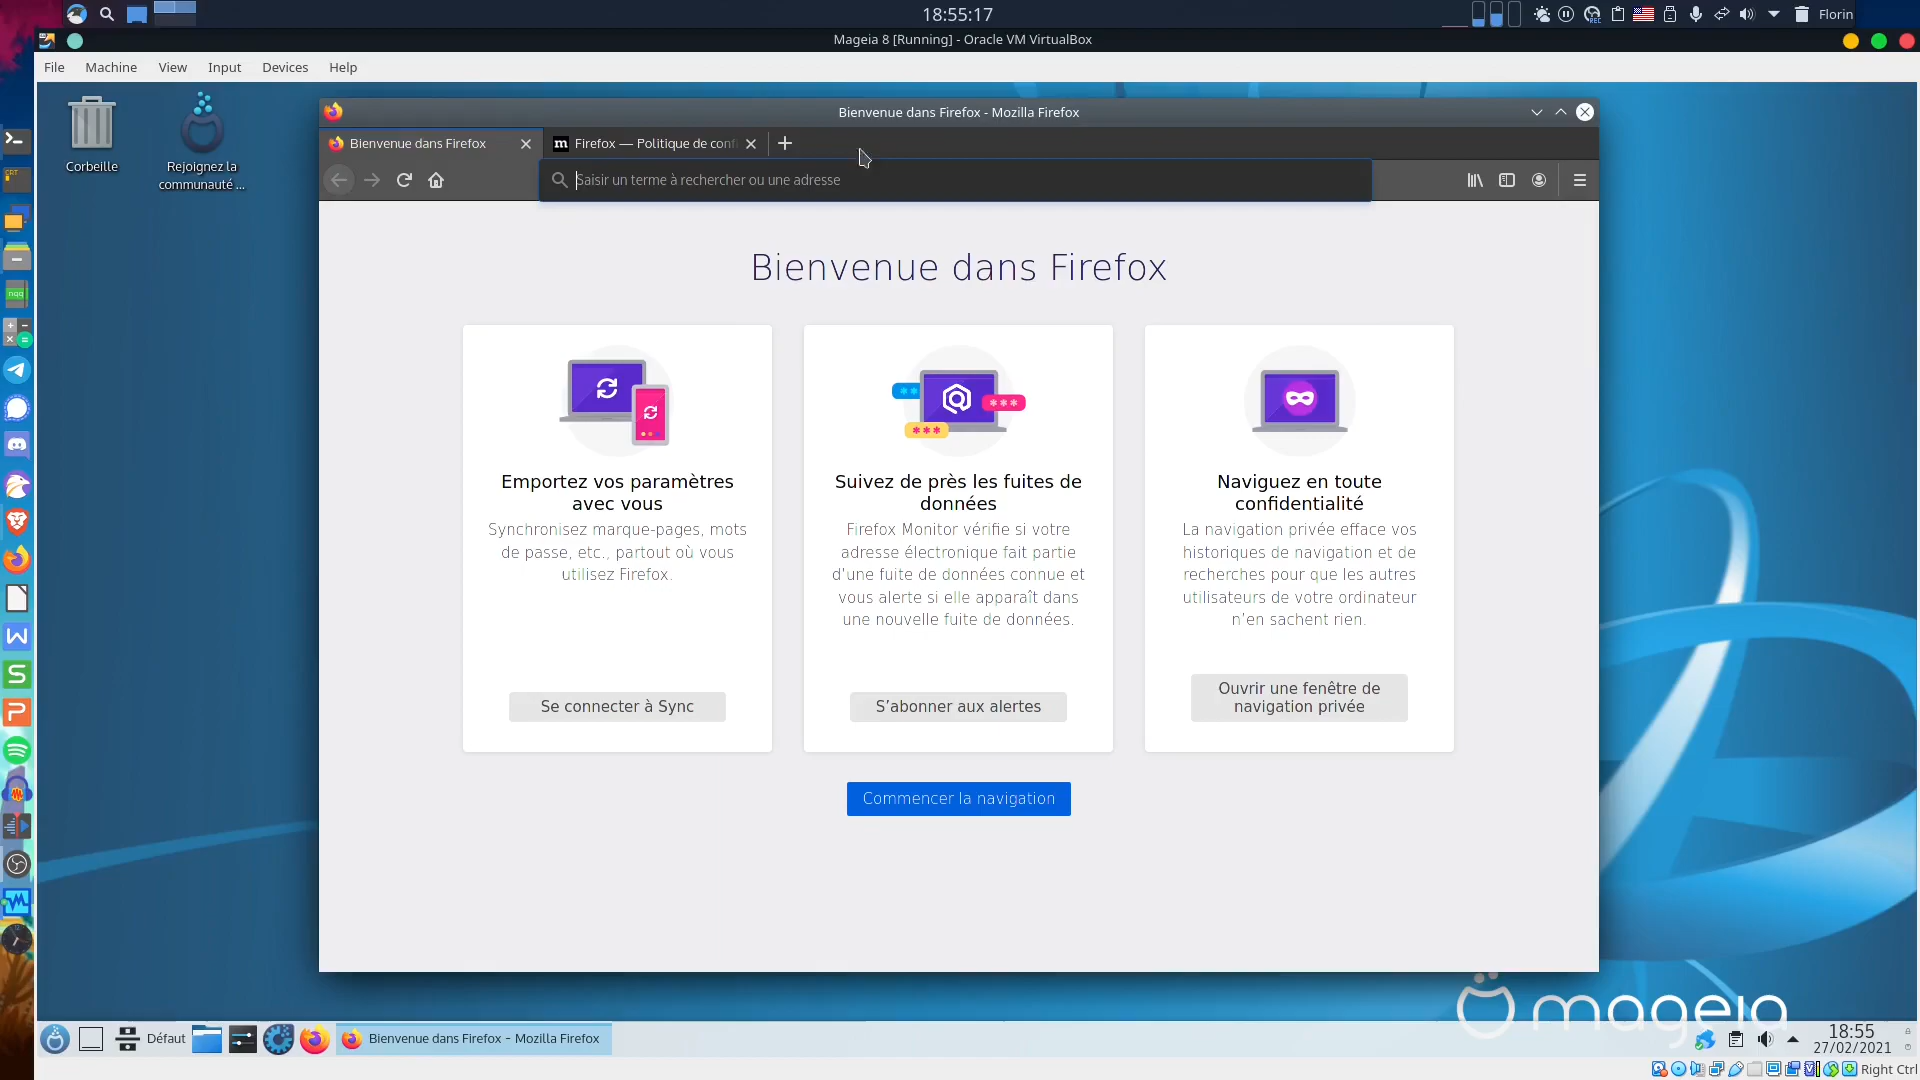 18:55:17
Florin
Mageia 8 [Running] - Oracle VM VirtualBox
File Machine View Input Devices Help
Bienvenue dans Firefox - Mozilla Firefox
Bienvenue dans Firefox
Firefox — Politique de conf
Saisir un terme à rechercher ou une adresse
Corbeille
Rejoignez la
communauté ...
Bienvenue dans Firefox
Emportez vos paramètres
avec vous
Synchronisez marque-pages, mots
de passe, etc., partout où vous
utilisez Firefox.
Se connecter à Sync
Suivez de près les fuites de
données
Firefox Monitor vérifie si votre
adresse électronique fait partie
d'une fuite de données connue et
vous alerte si elle apparaît dans
une nouvelle fuite de données.
S’abonner aux alertes
Naviguez en toute
confidentialité
La navigation privée efface vos
historiques de navigation et de
recherches pour que les autres
utilisateurs de votre ordinateur
n’en sachent rien.
Ouvrir une fenêtre de
navigation privée
Commencer la navigation
mageia
Défaut
Bienvenue dans Firefox - Mozilla Firefox
18:55
27/02/2021
Right Ctrl